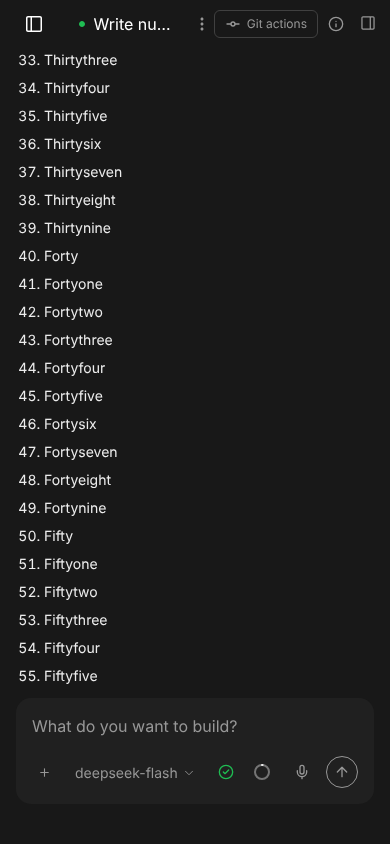 Write nu...
Git actions
33. Thirtythree
34. Thirtyfour
35. Thirtyfive
36. Thirtysix
37. Thirtyseven
38. Thirtyeight
39. Thirtynine
40. Forty
41. Fortyone
42. Fortytwo
43. Fortythree
44. Fortyfour
45. Fortyfive
46. Fortysix
47. Fortyseven
48. Fortyeight
49. Fortynine
50. Fifty
51. Fiftyone
52. Fiftytwo
53. Fiftythree
54. Fiftyfour
55. Fiftyfive
What do you want to build?
deepseek-flash